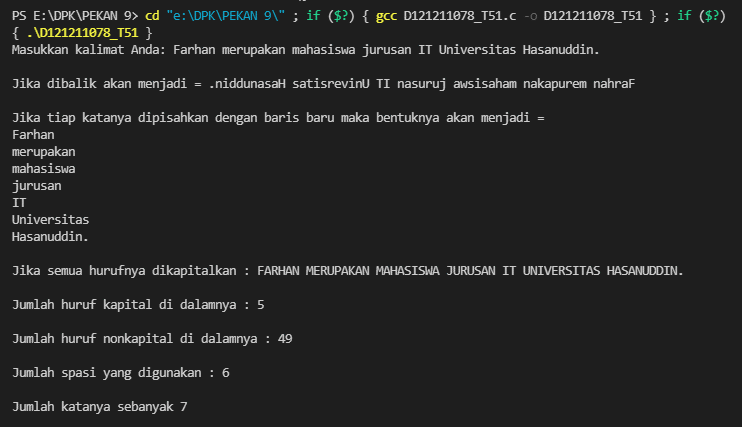 PS E:\DPK\PEKAN 9> cd "e:\DPK\PEKAN 9\" ; if ($?) { gcc D121211078_T51.c -o D121211078_T51 } ; if ($?)
{ .\D121211078_T51 }
Masukkan kalimat Anda: Farhan merupakan mahasiswa jurusan IT Universitas Hasanuddin.
Jika dibalik akan menjadi = .niddunasaH satisrevinU TI nasuruj awsisaham nakapurem nahraF
Jika tiap katanya dipisahkan dengan baris baru maka bentuknya akan menjadi =
Farhan
merupakan
mahasiswa
jurusan
IT
Universitas
Hasanuddin.
Jika semua hurufnya dikapitalkan : FARHAN MERUPAKAN MAHASISWA JURUSAN IT UNIVERSITAS HASANUDDIN.
Jumlah huruf kapital di dalamnya : 5
Jumlah huruf nonkapital di dalamnya : 49
Jumlah spasi yang digunakan : 6
Jumlah katanya sebanyak 7